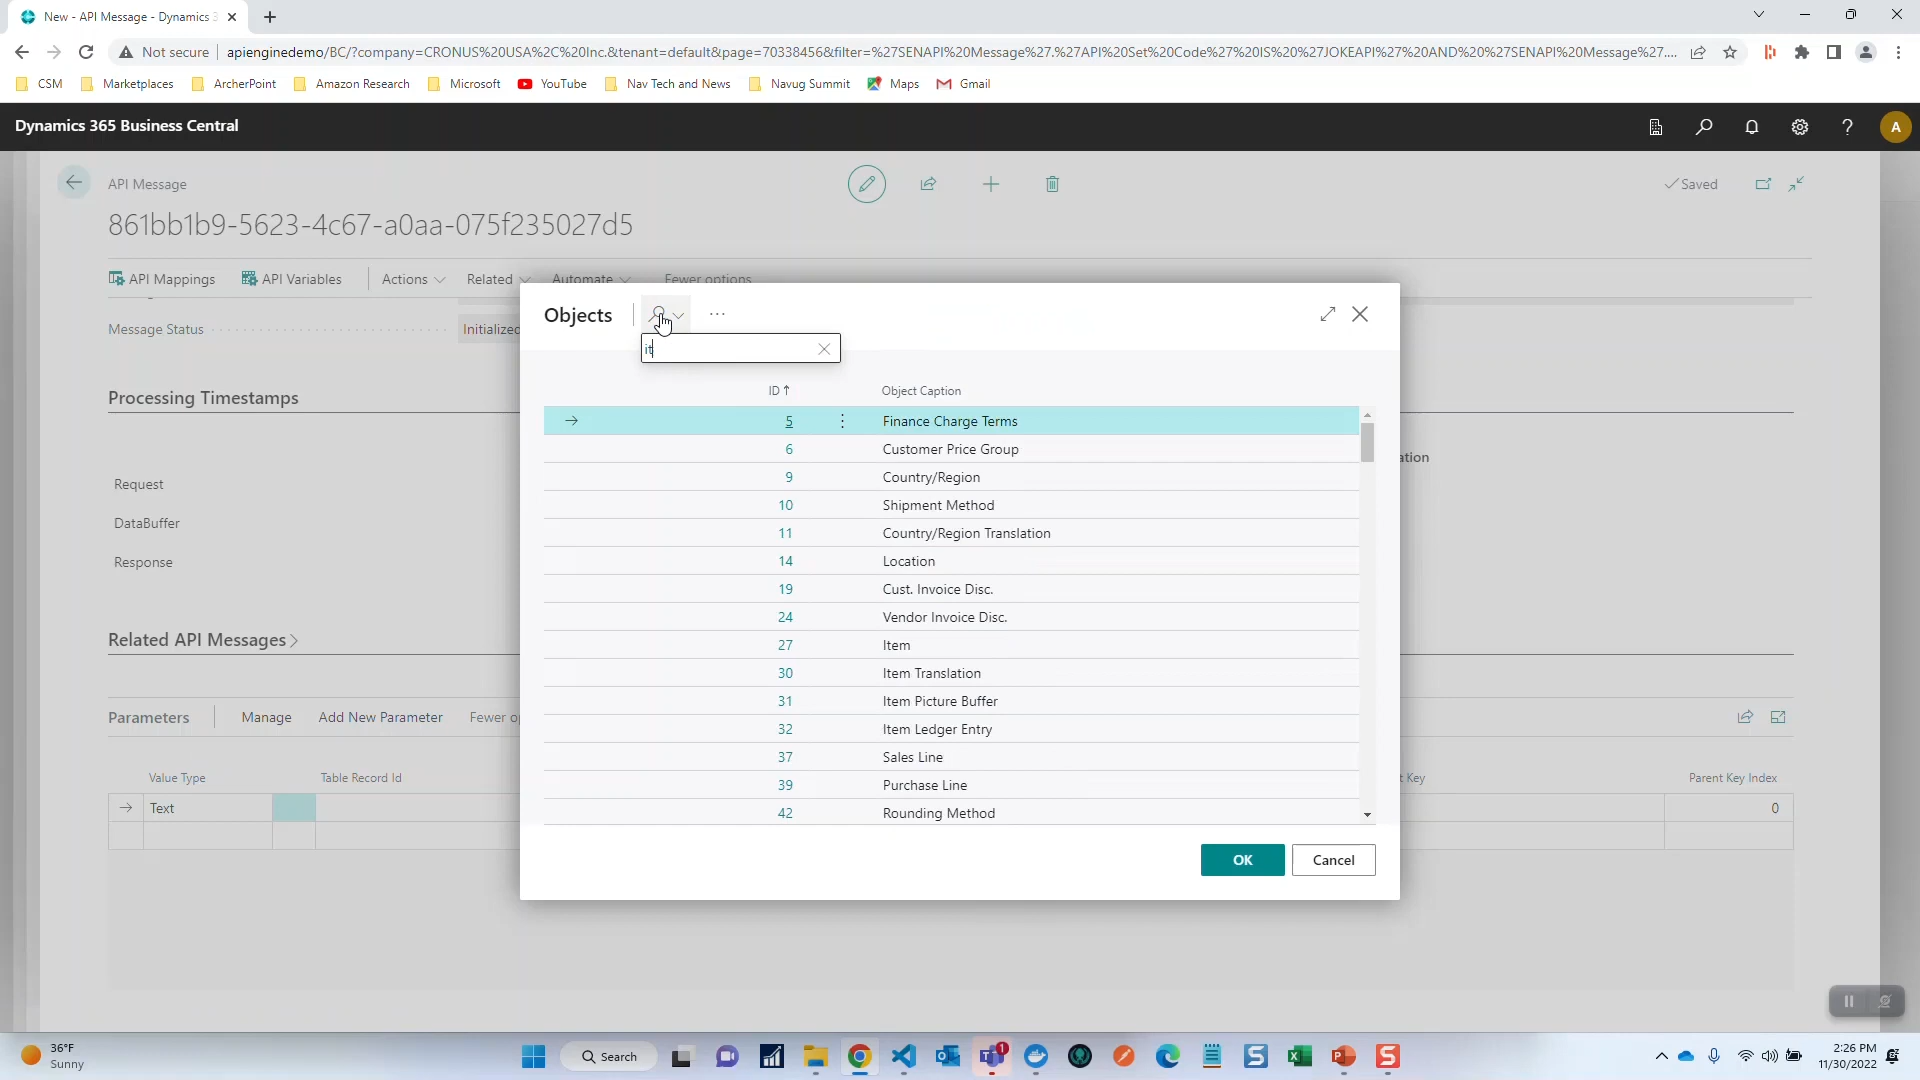 New - API Message - Dynamics 3
Not secure
apienginedemo/BC/?company=CRONUS%20USA%2C%20Inc.&tenant=default&page=70338456&filter=%27SENAPI%20Message%27.%27API%20Set%20Code%27%20IS%20%27JOKEAPI%27%20AND%20%27SENAPI%20Message%27....
CSM
Marketplaces
ArcherPoint
Amazon Research
Microsoft
YouTube
Nav Tech and News
Navug Summit
Maps
Gmail
Dynamics 365 Business Central
?
A
API Message
Saved
861bb1b9-5623-4c67-a0aa-075f235027d5
API Mappings
API Variables
Actions
Related
Automate
Fewer options
Message Status
Initialized
Processing Timestamps
Request
DataBuffer
Response
Related API Messages
Parameters
Manage
Add New Parameter
Fewer op
Value Type
Table Record Id
Text
Objects
it
ID
Object Caption
5 Finance Charge Terms
6 Customer Price Group
9 Country/Region
10 Shipment Method
11 Country/Region Translation
14 Location
19 Cust. Invoice Disc.
24 Vendor Invoice Disc.
27 Item
30 Item Translation
31 Item Picture Buffer
32 Item Ledger Entry
37 Sales Line
39 Purchase Line
42 Rounding Method
OK
Cancel
ation
t Key
Parent Key Index
0
36°F
Sunny
Search
1
2:26 PM
11/30/2022